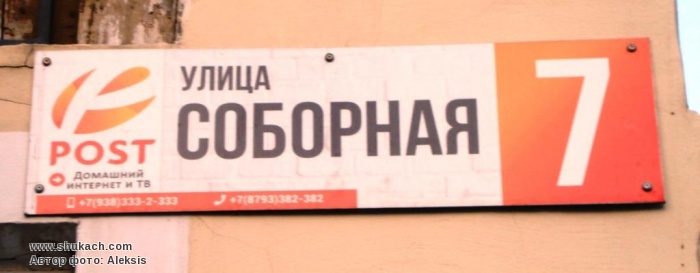 УЛИЦА
СОБОРНАЯ
7
POST
ДОМАШНИЙ
ИНТЕРНЕТ И ТВ
+7(938)333-2-333
+7(8793)382-382
www.shukach.com
Автор фото: Aleksis